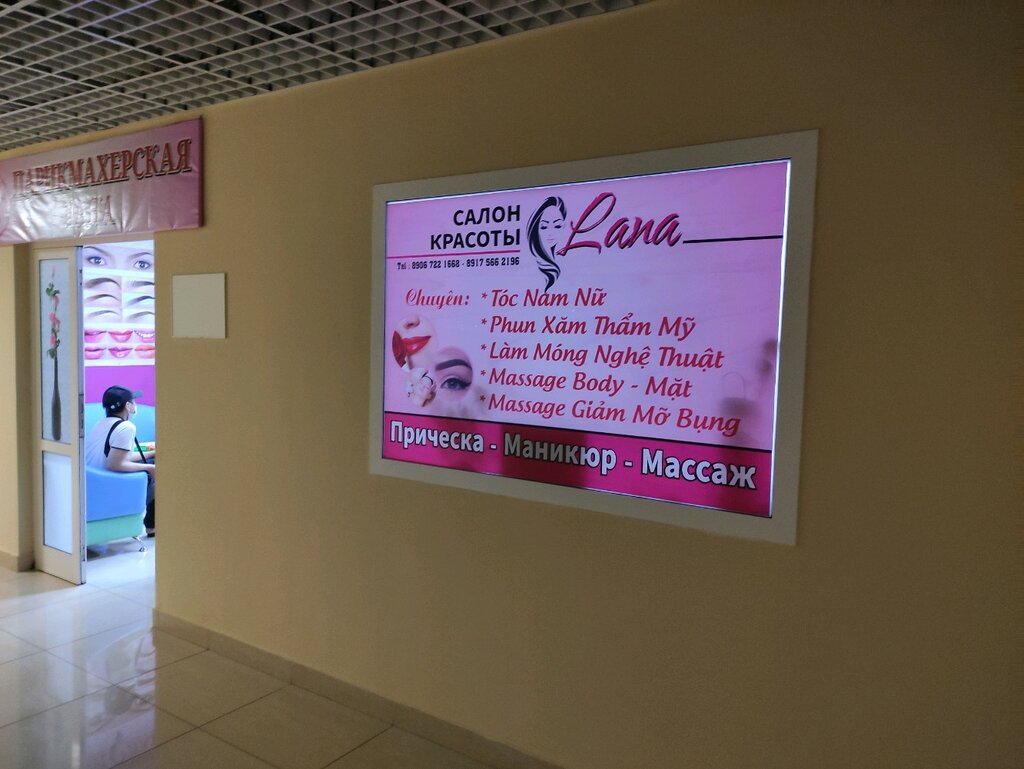 ПАРИКМАХЕРСКАЯ
САЛОН
КРАСОТЫ
Lana
Tel : 8906 722 1668 - 8917 566 2196
Chuyên:
* Tóc Nam Nữ
* Phun Xăm Thẩm Mỹ
* Làm Móng Nghệ Thuật
* Massage Body - Mặt
* Massage Giảm Mỡ Bụng
Прическа - Маникюр - Массаж